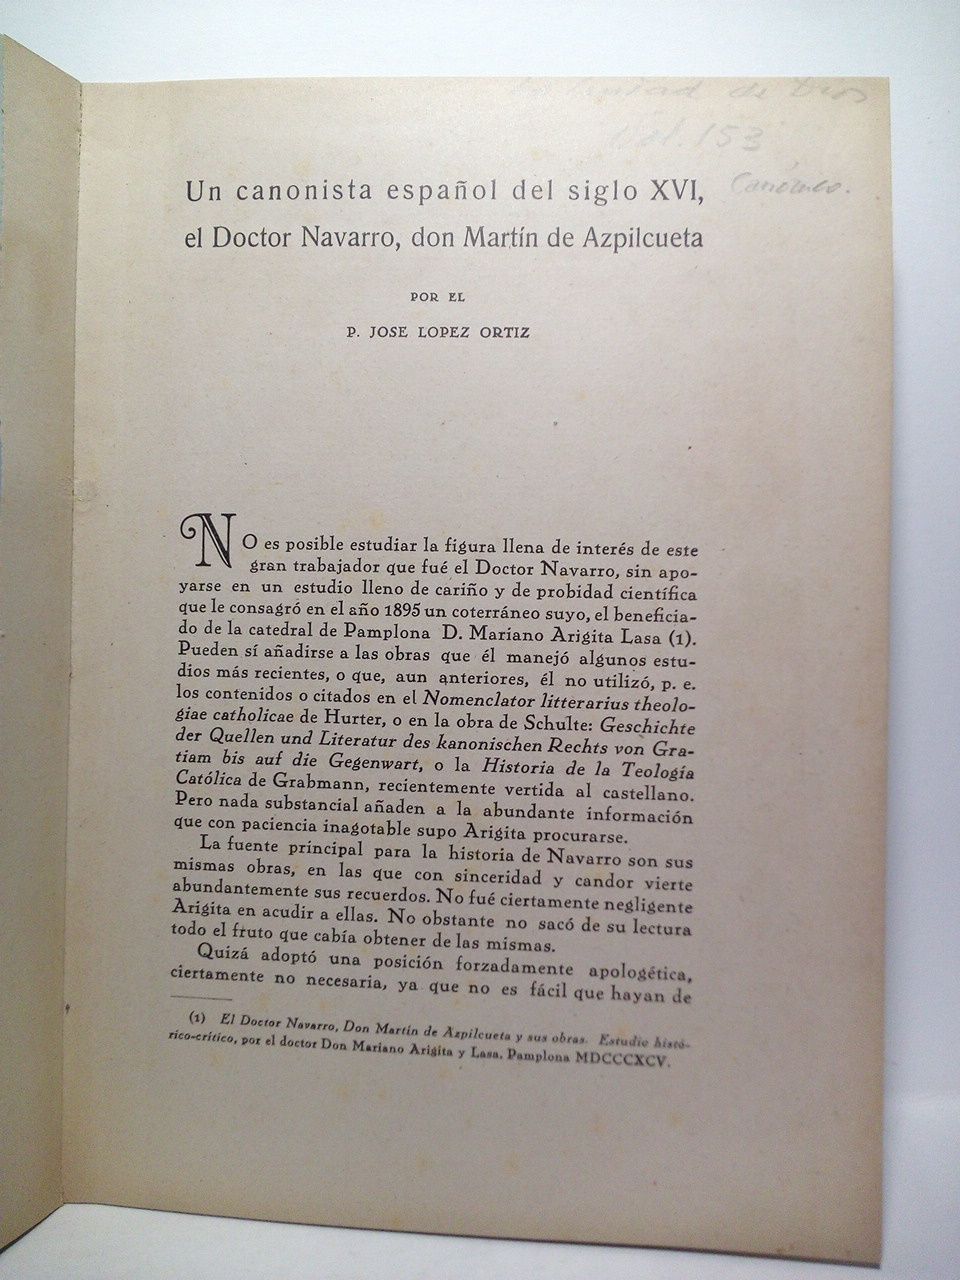 La Ciudad de Dios
Vol. 153
Canónico.
Un canonista español del siglo XVI,
el Doctor Navarro, don Martín de Azpilcueta
POR EL
P. JOSE LOPEZ ORTIZ
NO es posible estudiar la figura llena de interés de este
gran trabajador que fué el Doctor Navarro, sin apo-
yarse en un estudio lleno de cariño y de probidad científica
que le consagró en el año 1895 un coterráneo suyo, el beneficia-
do de la catedral de Pamplona D. Mariano Arigita Lasa (1).
Pueden sí añadirse a las obras que él manejó algunos estu-
dios más recientes, o que, aun anteriores, él no utilizó, p. e.
los contenidos o citados en el Nomenclator litterarius theolo-
giae catholicae de Hurter, o en la obra de Schulte: Geschichte
der Quellen und Literatur des kanonischen Rechts von Gra-
tiam bis auf die Gegenwart, o la Historia de la Teología
Católica de Grabmann, recientemente vertida al castellano.
Pero nada substancial añaden a la abundante información
que con paciencia inagotable supo Arigita procurarse.
La fuente principal para la historia de Navarro son sus
mismas obras, en las que con sinceridad y candor vierte
abundantemente sus recuerdos. No fué ciertamente negligente
Arigita en acudir a ellas. No obstante no sacó de su lectura
todo el fruto que cabía obtener de las mismas.
Quizá adoptó una posición forzadamente apologética,
ciertamente no necesaria, ya que no es fácil que hayan de
(1) El Doctor Navarro, Don Martín de Azpilcueta y sus obras. Estudio histó-
rico-crítico, por el doctor Don Mariano Arigita y Lasa, Pamplona MDCCCXCV.